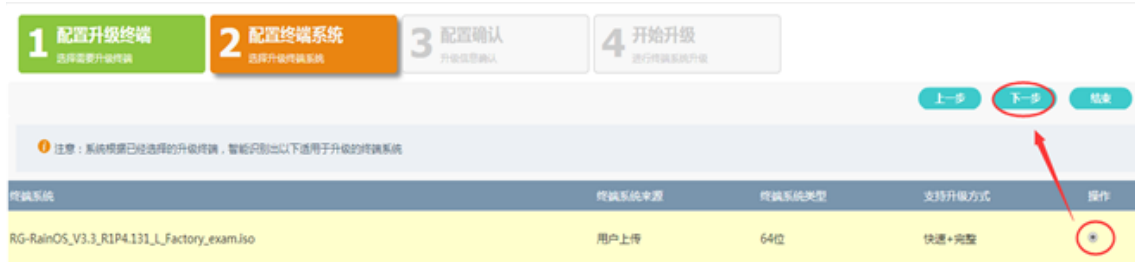 1 配置升级终端
选择需要升级终端
2 配置终端系统
选择升级终端系统
3 配置确认
升级信息确认
4 开始升级
进行终端系统升级
上一步 下一步 结束
注意：系统根据已经选择的升级终端，智能识别出以下适用于升级的终端系统
终端系统 终端系统来源 终端系统类型 支持升级方式 操作
RG-RainOS_V3.3_R1P4.131_L_Factory_exam.iso 用户上传 64位 快速+完整